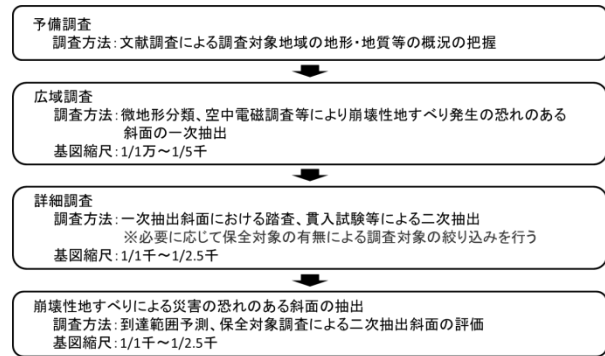 予備調査
調査方法:文献調査による調査対象地域の地形・地質等の概況の把握
広域調査
調査方法:微地形分類、空中電磁調査等により崩壊性地すべり発生の恐れのある
斜面の一次抽出
基図縮尺:1/1万～1/5千
詳細調査
調査方法:一次抽出斜面における踏査、貫入試験等による二次抽出
※必要に応じて保全対象の有無による調査対象の絞り込みを行う
基図縮尺:1/1千～1/2.5千
崩壊性地すべりによる災害の恐れのある斜面の抽出
調査方法:到達範囲予測、保全対象調査による二次抽出斜面の評価
基図縮尺:1/1千～1/2.5千